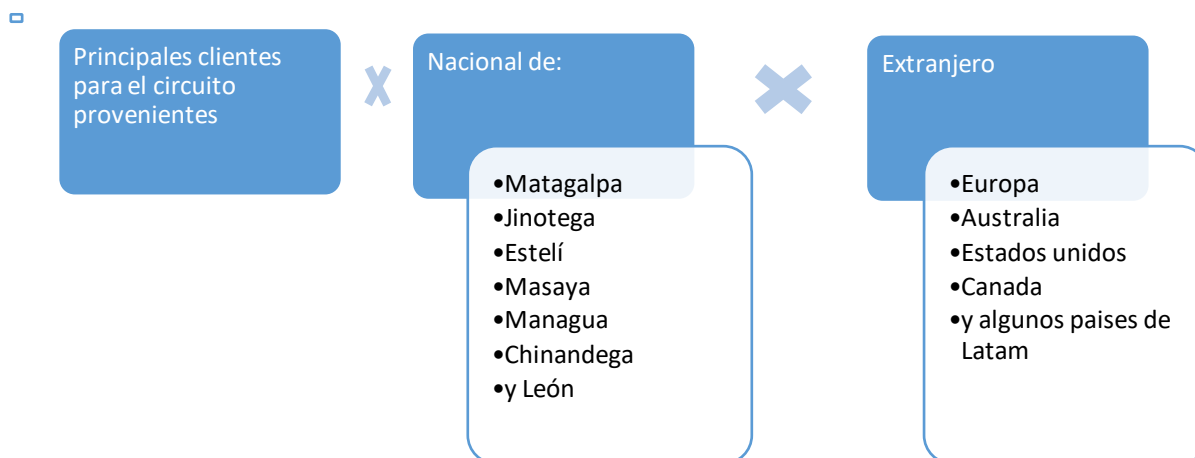 Principales clientes
para el circuito
provenientes
Nacional de:
•Matagalpa
•Jinotega
•Estelí
•Masaya
•Managua
•Chinandega
•y León
Extranjero
•Europa
•Australia
•Estados unidos
•Canada
•y algunos paises de
Latam